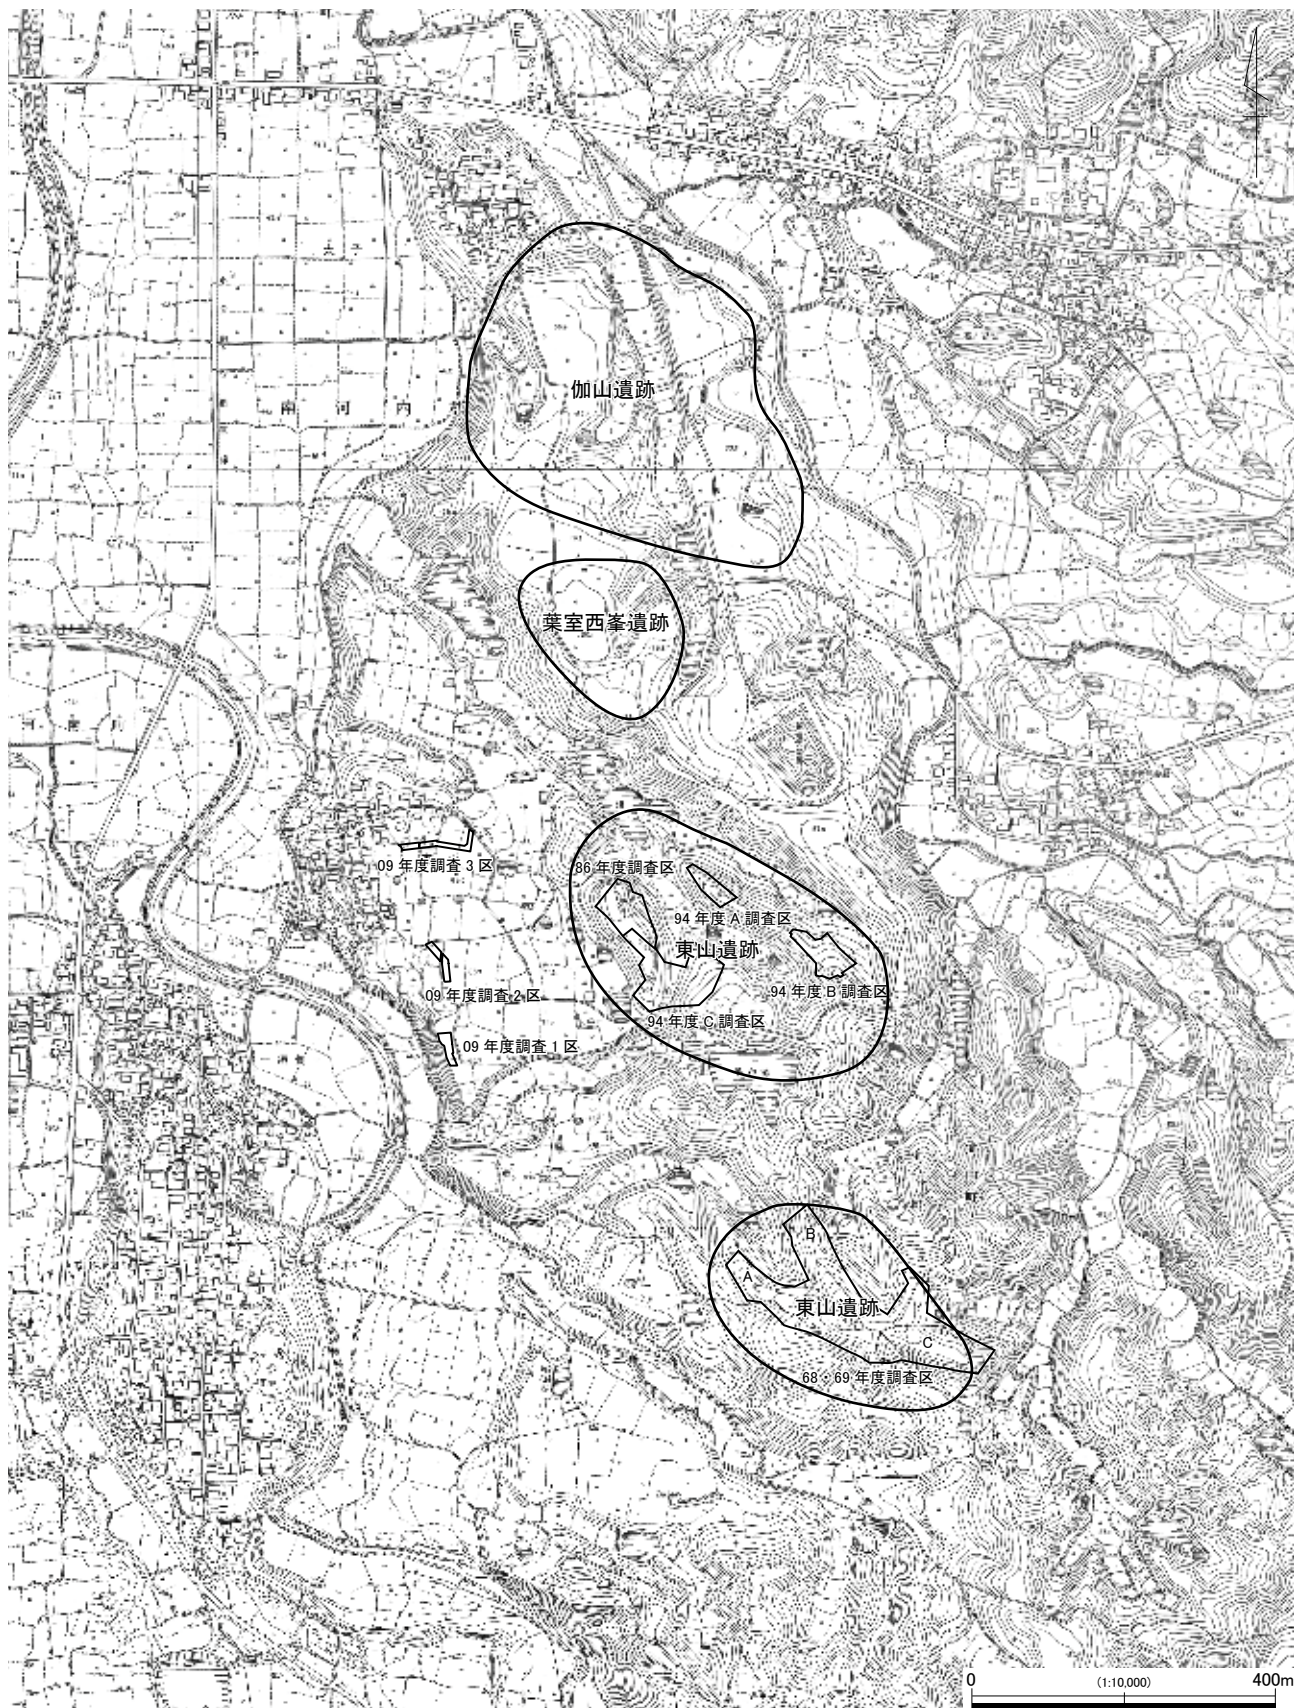 伽山遺跡
南河内
葉室西峯遺跡
09 年度調査 3 区
86 年度調査区
94 年度 A 調査区
東山遺跡
94 年度 B 調査区
09 年度調査 2 区
94 年度 C 調査区
09 年度調査 1 区
B
A
東山遺跡
C
68・69 年度調査区
0
(1:10,000)
400m